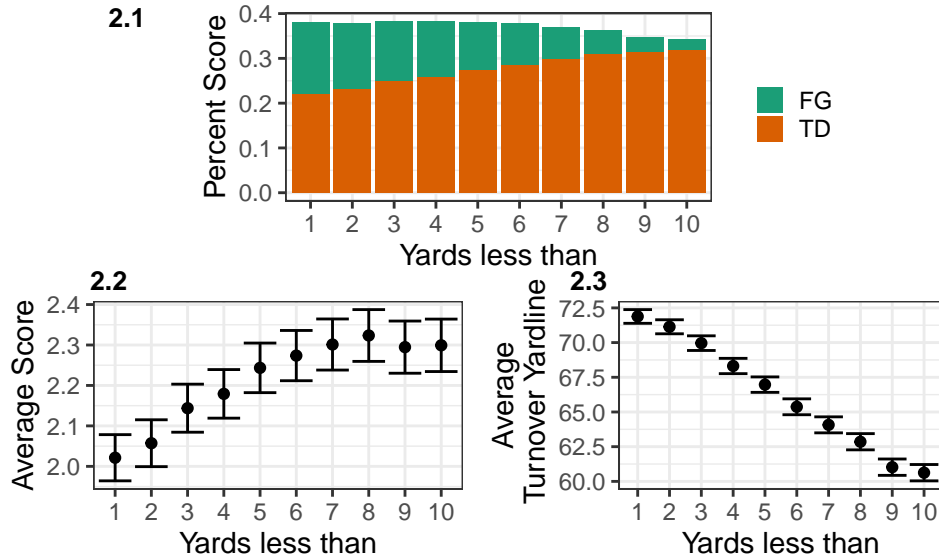 2.1
Percent Score
0.4
0.3
0.2
0.1
0.0
1 2 3 4 5 6 7 8 9 10
Yards less than
FG
TD
2.2
Average Score
2.4
2.3
2.2
2.1
2.0
1 2 3 4 5 6 7 8 9 10
Yards less than
2.3
Average
Turnover Yardline
72.5
70.0
67.5
65.0
62.5
60.0
1 2 3 4 5 6 7 8 9 10
Yards less than